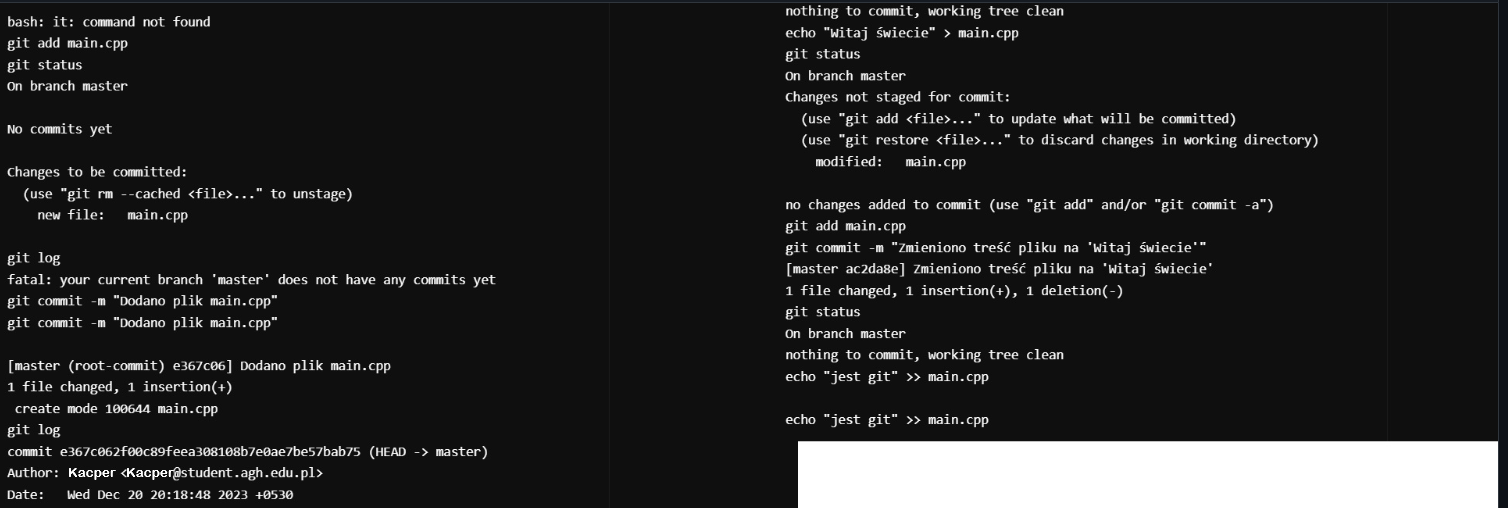 bash: it: command not found
git add main.cpp
git status
On branch master
No commits yet
Changes to be committed:
(use "git rm --cached <file>..." to unstage)
new file: main.cpp
git log
fatal: your current branch 'master' does not have any commits yet
git commit -m "Dodano plik main.cpp"
git commit -m "Dodano plik main.cpp"
[master (root-commit) e367c06] Dodano plik main.cpp
1 file changed, 1 insertion(+)
create mode 100644 main.cpp
git log
commit e367c062f00c89feea308108b7e0ae7be57bab75 (HEAD -> master)
Author: Kacper <Kacper@student.agh.edu.pl>
Date: Wed Dec 20 20:18:48 2023 +0530
nothing to commit, working tree clean
echo "Witaj świecie" > main.cpp
git status
On branch master
Changes not staged for commit:
(use "git add <file>..." to update what will be committed)
(use "git restore <file>..." to discard changes in working directory)
modified: main.cpp
no changes added to commit (use "git add" and/or "git commit -a")
git add main.cpp
git commit -m "Zmieniono treść pliku na 'Witaj świecie'"
[master ac2da8e] Zmieniono treść pliku na 'Witaj świecie'
1 file changed, 1 insertion(+), 1 deletion(-)
git status
On branch master
nothing to commit, working tree clean
echo "jest git" >> main.cpp
echo "jest git" >> main.cpp